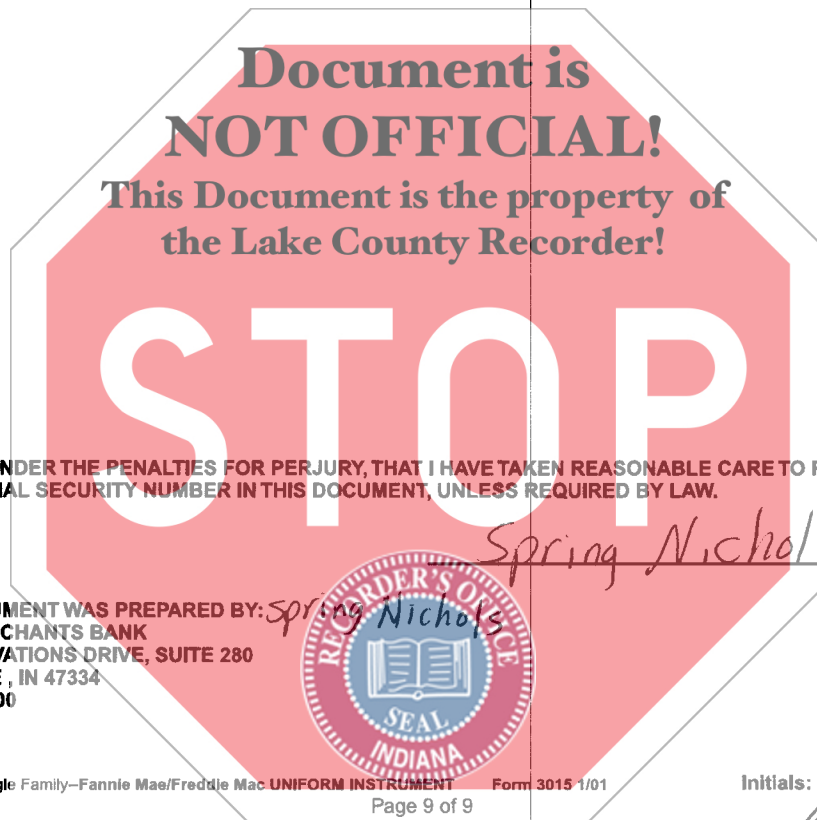 Document is
NOT OFFICIAL!
This Document is the property of
the Lake County Recorder!
STOP
NDER THE PENALTIES FOR PERJURY, THAT I HAVE TAKEN REASONABLE CARE TO
AL SECURITY NUMBER IN THIS DOCUMENT, UNLESS REQUIRED BY LAW.
Spring Nichol
MENT WAS PREPARED BY: Spring Nichols
CHANTS BANK
VATIONS DRIVE, SUITE 280
, IN 47334
00
RECORDER'S OFFICE
SEAL
INDIANA
gle Family–Fannie Mae/Freddie Mac UNIFORM INSTRUMENT Form 3015 1/01 Initials:
Page 9 of 9